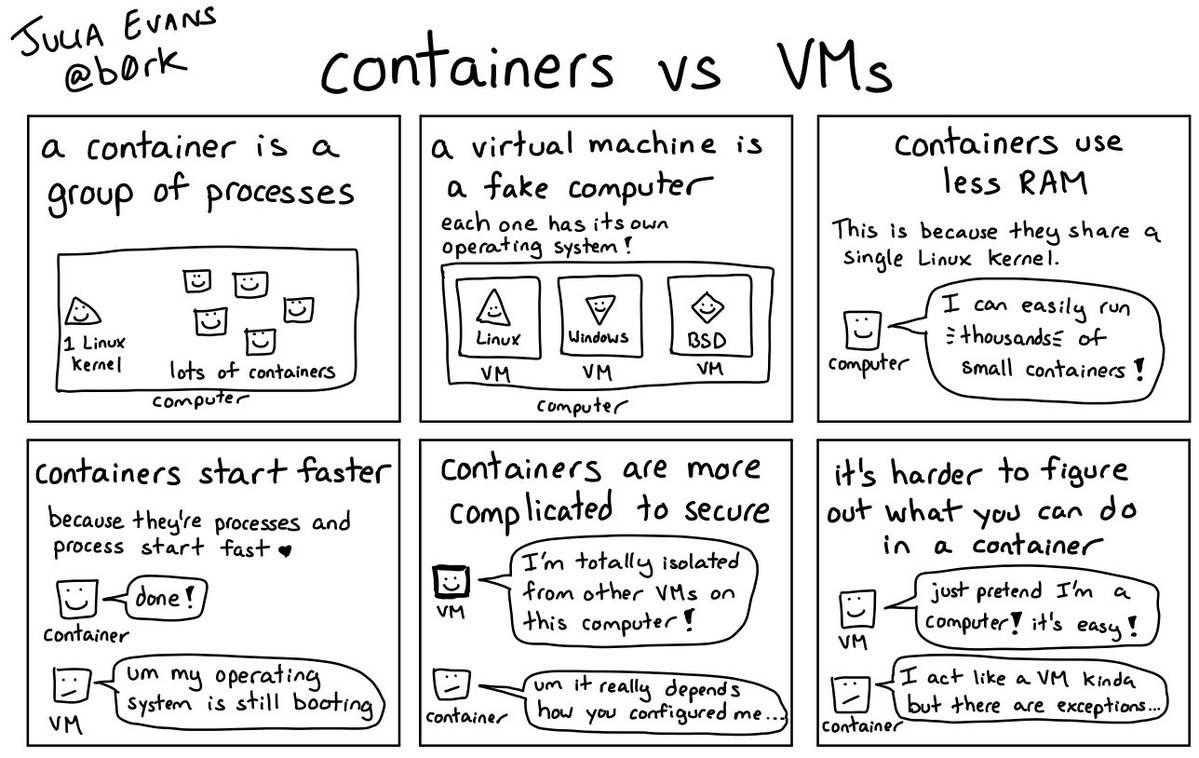 JULIA EVANS
@b0rk
containers vs VMs
a container is a
group of processes
1 Linux
kernel
lots of containers
computer
a virtual machine is
a fake computer
each one has its own
operating system!
Linux
Windows
BSD
VM
VM
VM
computer
containers use
less RAM
This is because they share a
single Linux kernel.
computer
I can easily run
thousands of
small containers!
containers start faster
because they're processes and
process start fast ♥
container
done!
VM
um my operating
system is still booting
containers are more
complicated to secure
VM
I'm totally isolated
from other VMs on
this computer!
container
um it really depends
how you configured me...
it's harder to figure
out what you can do
in a container
VM
just pretend I'm a
computer! it's easy!
container
I act like a VM kinda
but there are exceptions...